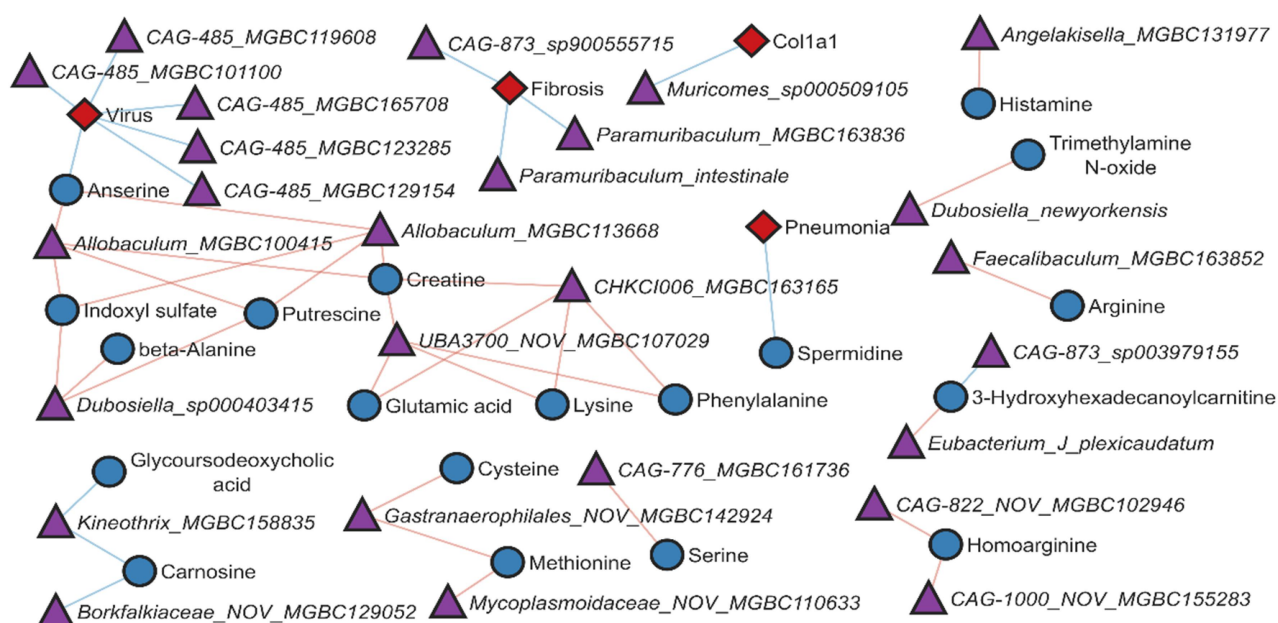 CAG-485_MGBC119608
CAG-485_MGBC101100
Virus
CAG-485_MGBC165708
CAG-485_MGBC123285
CAG-485_MGBC129154
Anserine
Allobaculum_MGBC100415
Indoxyl sulfate
Putrescine
beta-Alanine
Dubosiella_sp000403415
CAG-873_sp900555715
Fibrosis
Paramuribaculum_MGBC163836
Paramuribaculum_intestinale
Col1a1
Muricomes_sp000509105
Allobaculum_MGBC113668
Creatine
CHKCI006_MGBC163165
UBA3700_NOV_MGBC107029
Glutamic acid
Lysine
Phenylalanine
Pneumonia
Spermidine
Angelakisella_MGBC131977
Histamine
Trimethylamine
N-oxide
Dubosiella_newyorkensis
Faecalibaculum_MGBC163852
Arginine
CAG-873_sp003979155
3-Hydroxyhexadecanoylcarnitine
Eubacterium_J_plexicaudatum
Glycoursodeoxycholic
acid
Kineothrix_MGBC158835
Carnosine
Borkfalkiaceae_NOV_MGBC129052
Cysteine
Gastranaerophilales_NOV_MGBC142924
Methionine
Mycoplasmoidaceae_NOV_MGBC110633
CAG-776_MGBC161736
Serine
CAG-822_NOV_MGBC102946
Homoarginine
CAG-1000_NOV_MGBC155283